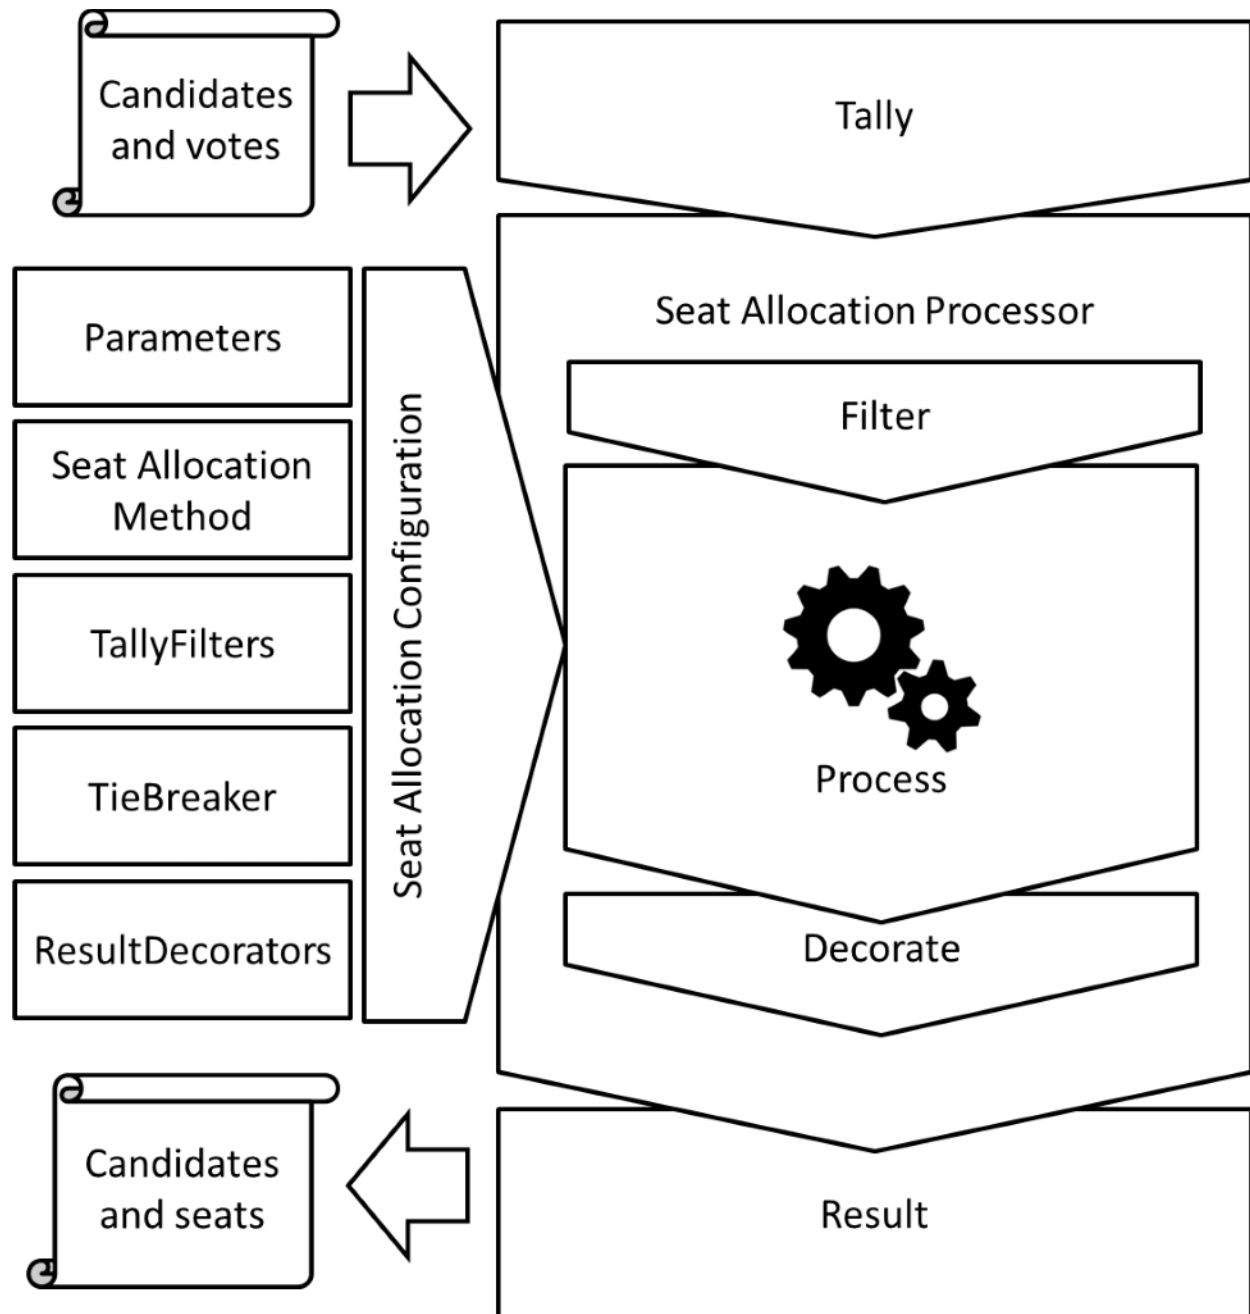 Candidates
and votes
Tally
Parameters
Seat Allocation
Method
TallyFilters
TieBreaker
ResultDecorators
Seat Allocation Configuration
Seat Allocation Processor
Filter
Process
Decorate
Candidates
and seats
Result